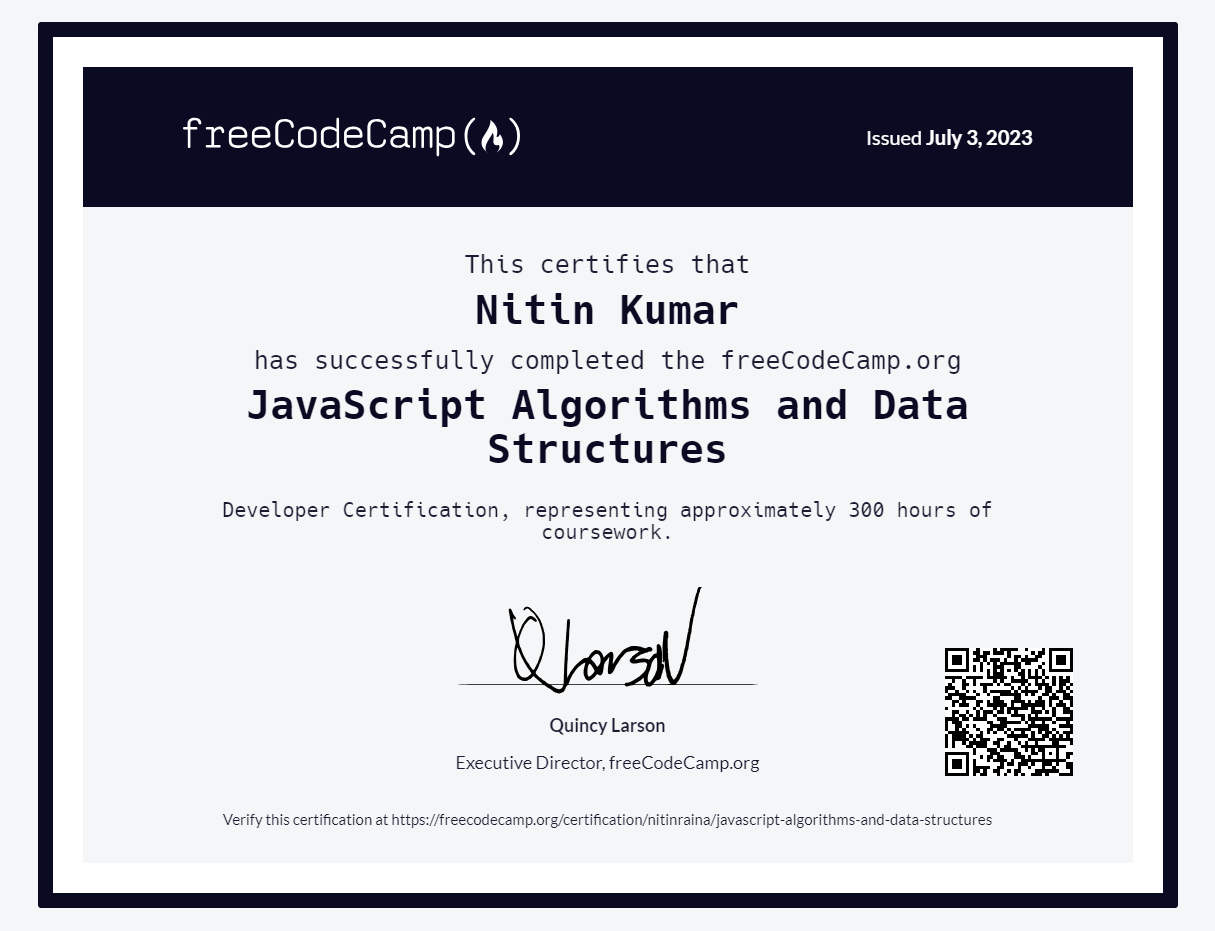 freeCodeCamp
Issued July 3, 2023
This certifies that
Nitin Kumar
has successfully completed the freeCodeCamp.org
JavaScript Algorithms and Data
Structures
Developer Certification, representing approximately 300 hours of
coursework.
Q Larson
Quincy Larson
Executive Director, freeCodeCamp.org
Verify this certification at https://freecodecamp.org/certification/nitinraina/javascript-algorithms-and-data-structures